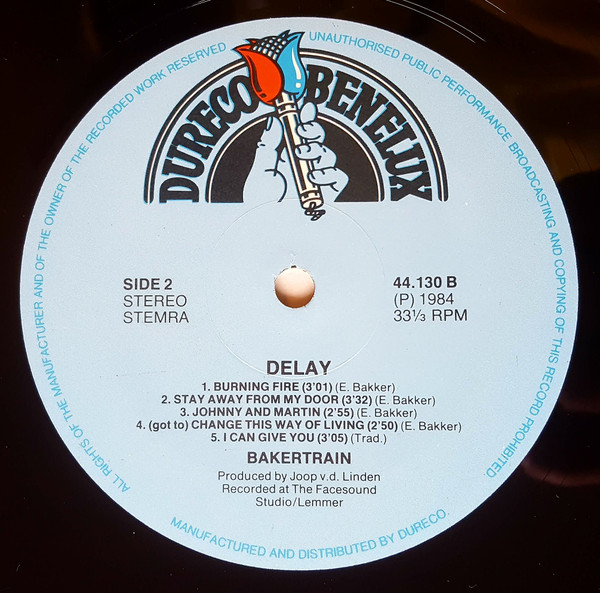 DURECO BENELUX
ALL RIGHTS OF THE MANUFACTURER AND OF THE OWNER OF THE RECORDED WORK RESERVED
UNAUTHORISED PUBLIC PERFORMANCE BROADCASTING AND COPYING OF THIS RECORD PROHIBITED
SIDE 2
STEREO
STEMRA
44.130 B
(P) 1984
33⅓ RPM
DELAY
1. BURNING FIRE (3'01) (E. Bakker)
2. STAY AWAY FROM MY DOOR (3'32) (E. Bakker)
3. JOHNNY AND MARTIN (2'55) (E. Bakker)
4. (got to) CHANGE THIS WAY OF LIVING (2'50) (E. Bakker)
5. I CAN GIVE YOU (3'05) (Trad.)
BAKERTRAIN
Produced by Joop v.d. Linden
Recorded at The Facesound
Studio/Lemmer
MANUFACTURED AND DISTRIBUTED BY DURECO.